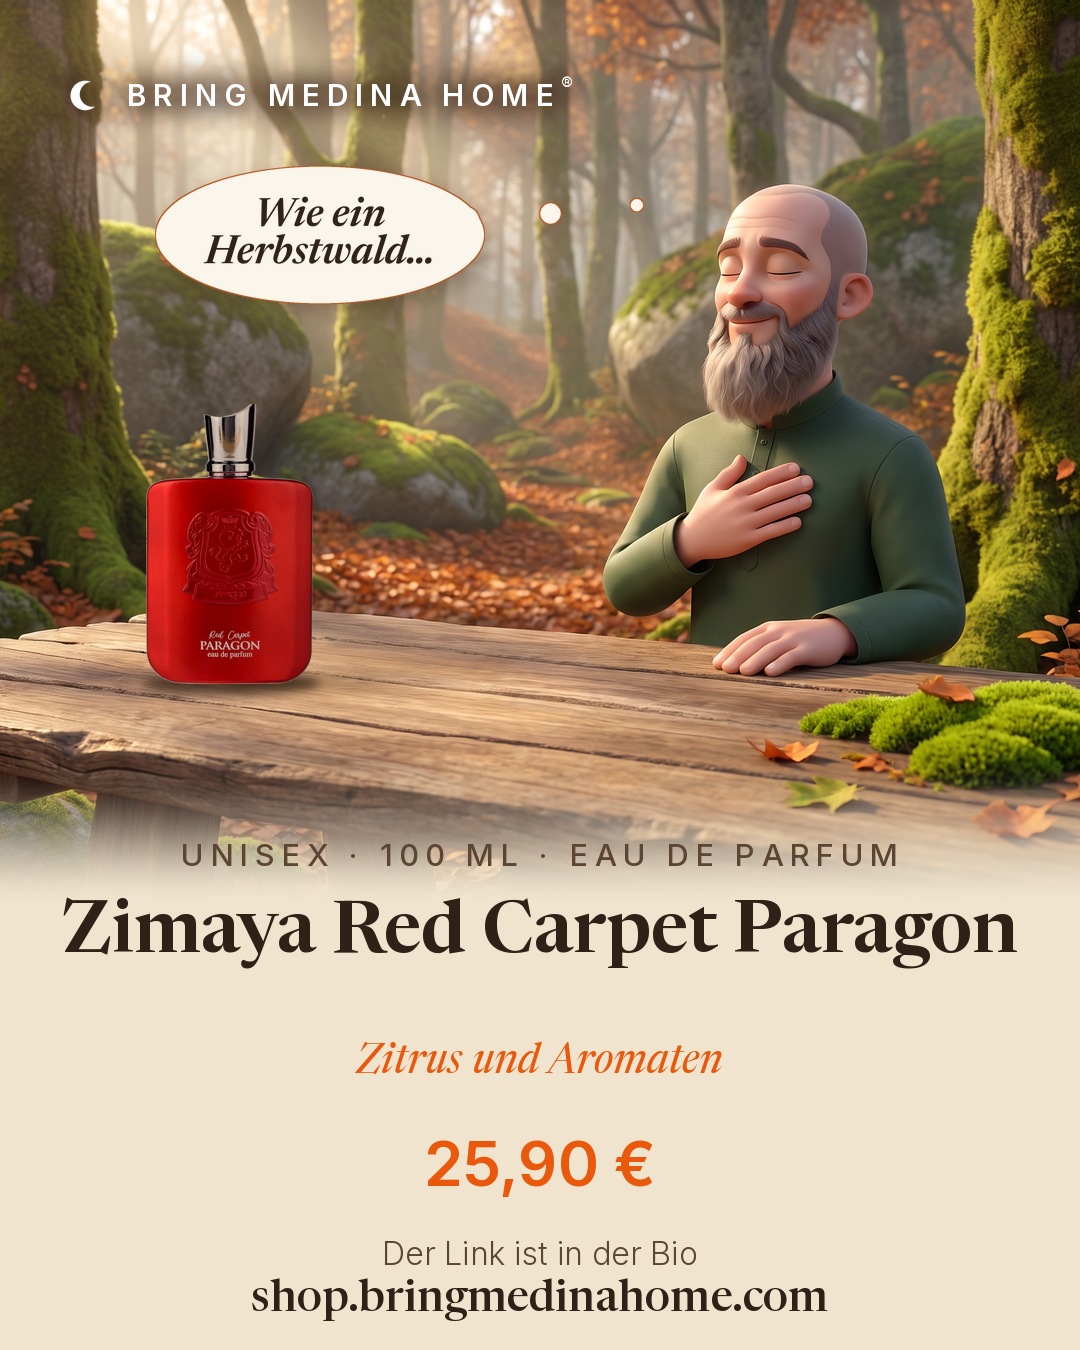 BRING MEDINA HOME®
Wie ein
Herbstwald...
Red Carpet
PARAGON
eau de parfum
UNISEX · 100 ML · EAU DE PARFUM
Zimaya Red Carpet Paragon
Zitrus und Aromaten
25,90 €
Der Link ist in der Bio
shop.bringmedinahome.com